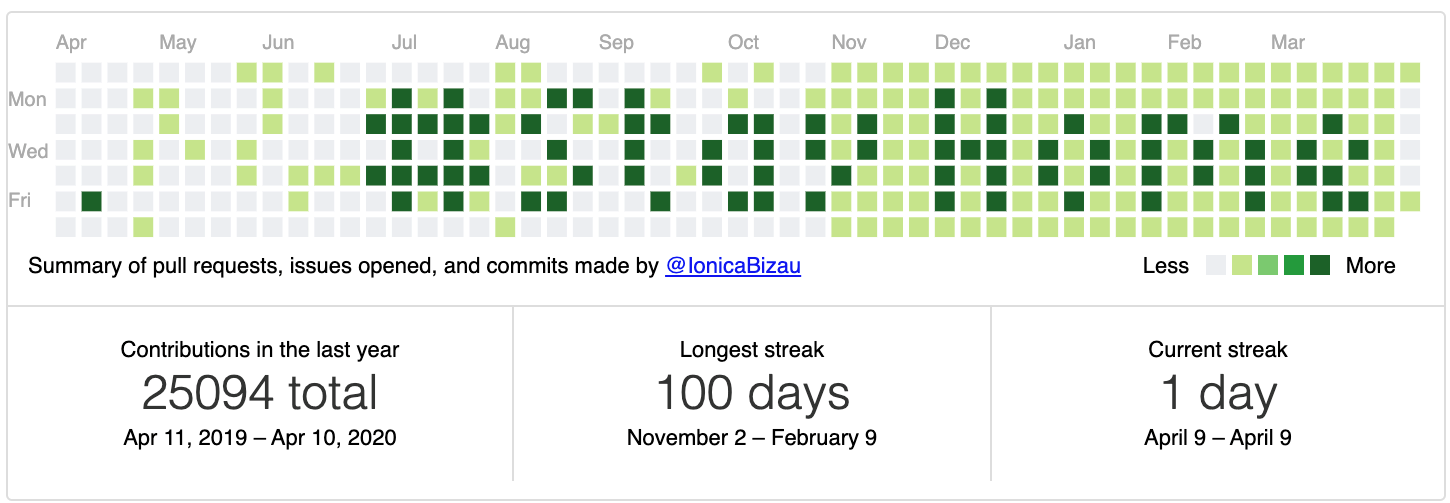 Apr May Jun Jul Aug Sep Oct Nov Dec Jan Feb Mar
Mon
Wed
Fri
Summary of pull requests, issues opened, and commits made by @IonicaBizau
Less More
Contributions in the last year
25094 total
Apr 11, 2019 – Apr 10, 2020
Longest streak
100 days
November 2 – February 9
Current streak
1 day
April 9 – April 9